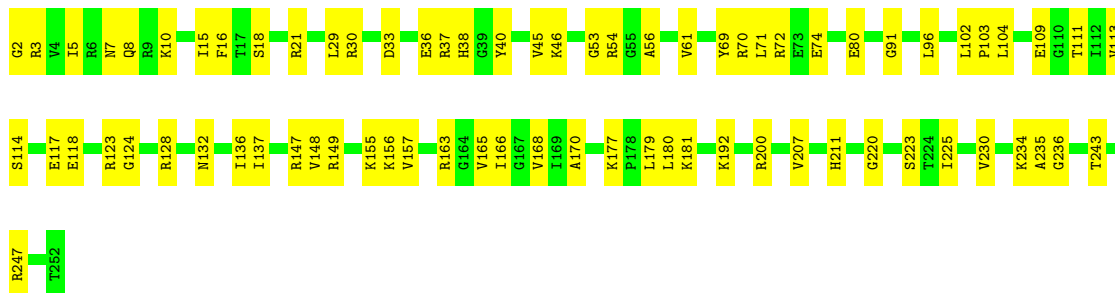 G2 R3 V4 I5 R6 N7 Q8 R9 K10 I15 F16 T17 S18 R21 L29 R30 D33 E36 R37 H38 G39 Y40 V45 K46 G53 R54 G55 A56 V61 Y69 R70 L71 R72 E73 E74 E80 G91 L96 L102 P103 L104 E109 G110 T111 I112 V113
S114 E117 E118 R123 G124 R128 N132 I136 I137 R147 V148 R149 K155 K156 V157 R163 G164 V165 I166 G167 V168 I169 A170 K177 P178 L179 L180 K181 K192 R200 V207 H211 G220 S223 T224 I225 V230 K234 A235 G236 T243
R247 T252